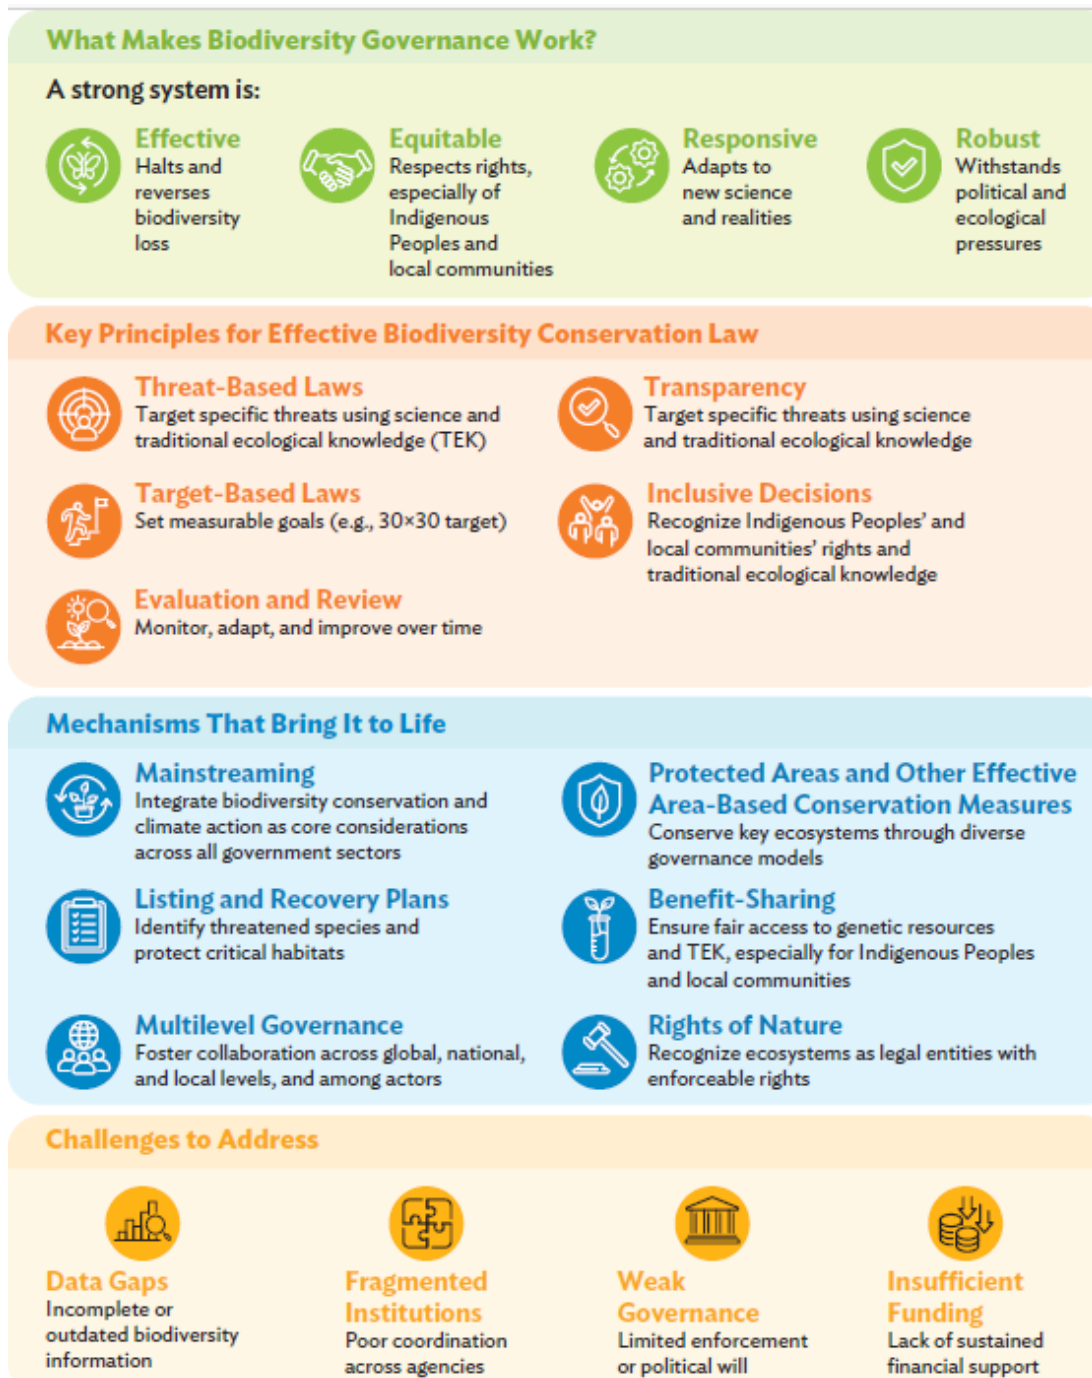 What Makes Biodiversity Governance Work?
A strong system is:
Effective
Halts and
reverses
biodiversity
loss
Equitable
Respects rights,
especially of
Indigenous
Peoples and
local communities
Responsive
Adapts to
new science
and realities
Robust
Withstands
political and
ecological
pressures
Key Principles for Effective Biodiversity Conservation Law
Threat-Based Laws
Target specific threats using science and
traditional ecological knowledge (TEK)
Transparency
Target specific threats using science
and traditional ecological knowledge
Target-Based Laws
Set measurable goals (e.g., 30×30 target)
Inclusive Decisions
Recognize Indigenous Peoples’ and
local communities’ rights and
traditional ecological knowledge
Evaluation and Review
Monitor, adapt, and improve over time
Mechanisms That Bring It to Life
Mainstreaming
Integrate biodiversity conservation and
climate action as core considerations
across all government sectors
Protected Areas and Other Effective
Area-Based Conservation Measures
Conserve key ecosystems through diverse
governance models
Listing and Recovery Plans
Identify threatened species and
protect critical habitats
Benefit-Sharing
Ensure fair access to genetic resources
and TEK, especially for Indigenous Peoples
and local communities
Multilevel Governance
Foster collaboration across global, national,
and local levels, and among actors
Rights of Nature
Recognize ecosystems as legal entities with
enforceable rights
Challenges to Address
Data Gaps
Incomplete or
outdated biodiversity
information
Fragmented
Institutions
Poor coordination
across agencies
Weak
Governance
Limited enforcement
or political will
Insufficient
Funding
Lack of sustained
financial support